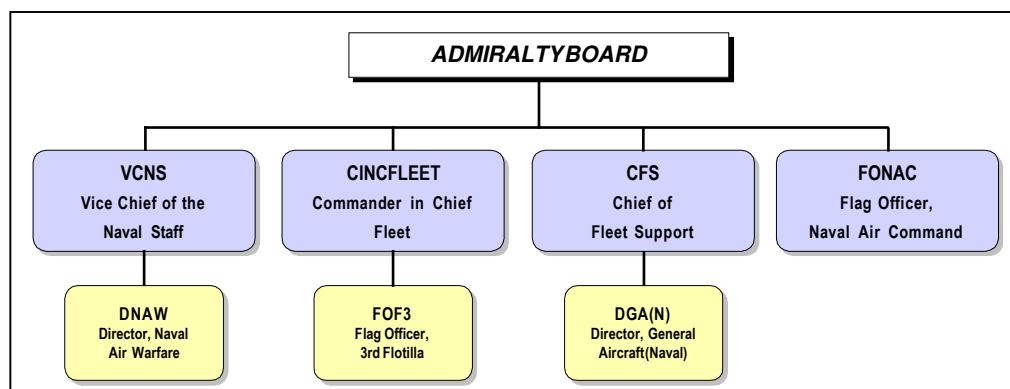 ADMIRALTYBOARD
VCNS
Vice Chief of the
Naval Staff
CINCFLEET
Commander in Chief
Fleet
CFS
Chief of
Fleet Support
FONAC
Flag Officer,
Naval Air Command
DNAW
Director, Naval
Air Warfare
FOF3
Flag Officer,
3rd Flotilla
DGA(N)
Director, General
Aircraft(Naval)